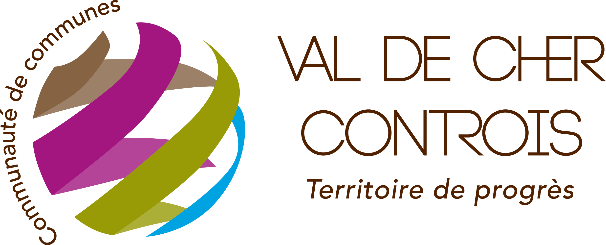 Communauté de communes
VAL DE CHER
CONTROIS
Territoire de progrès